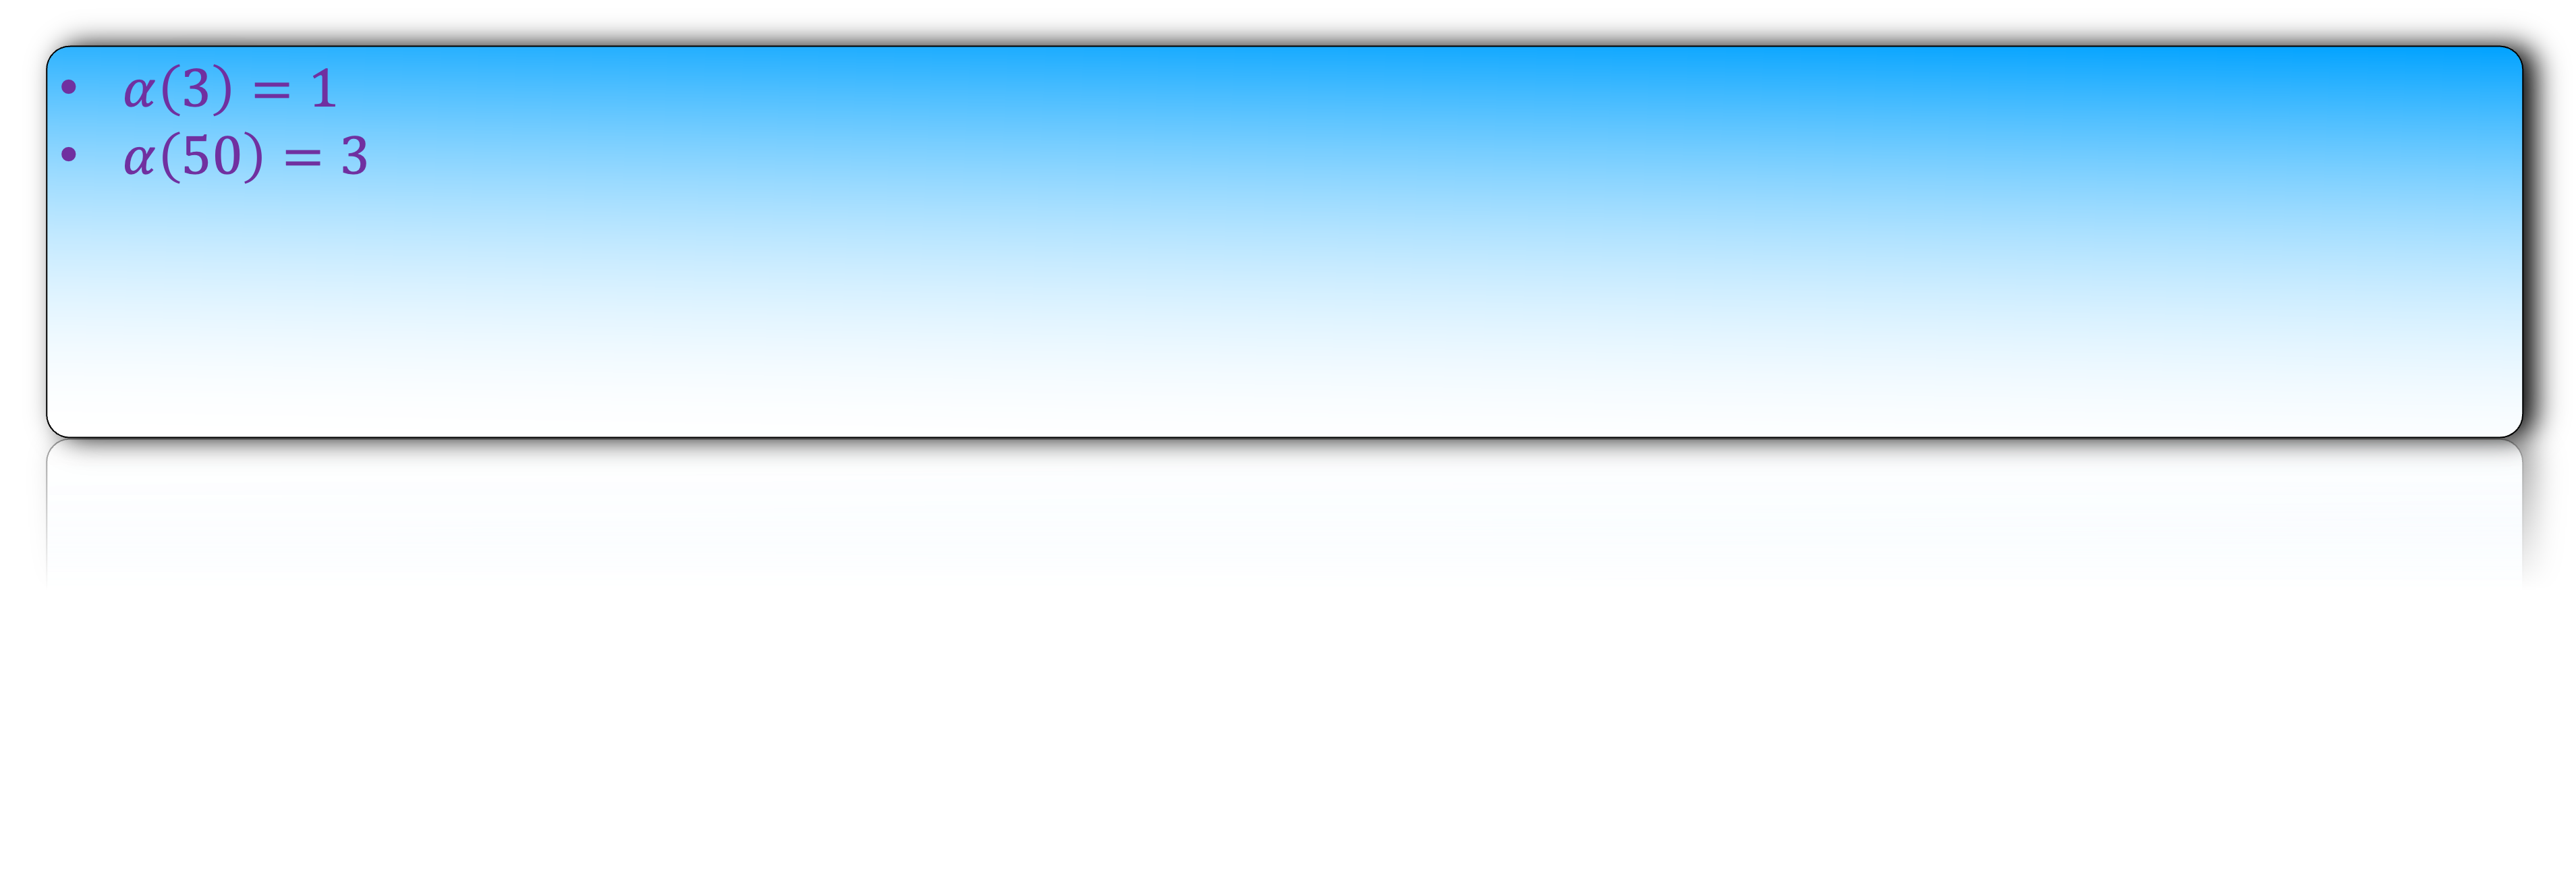 • α(3) = 1
• α(50) = 3